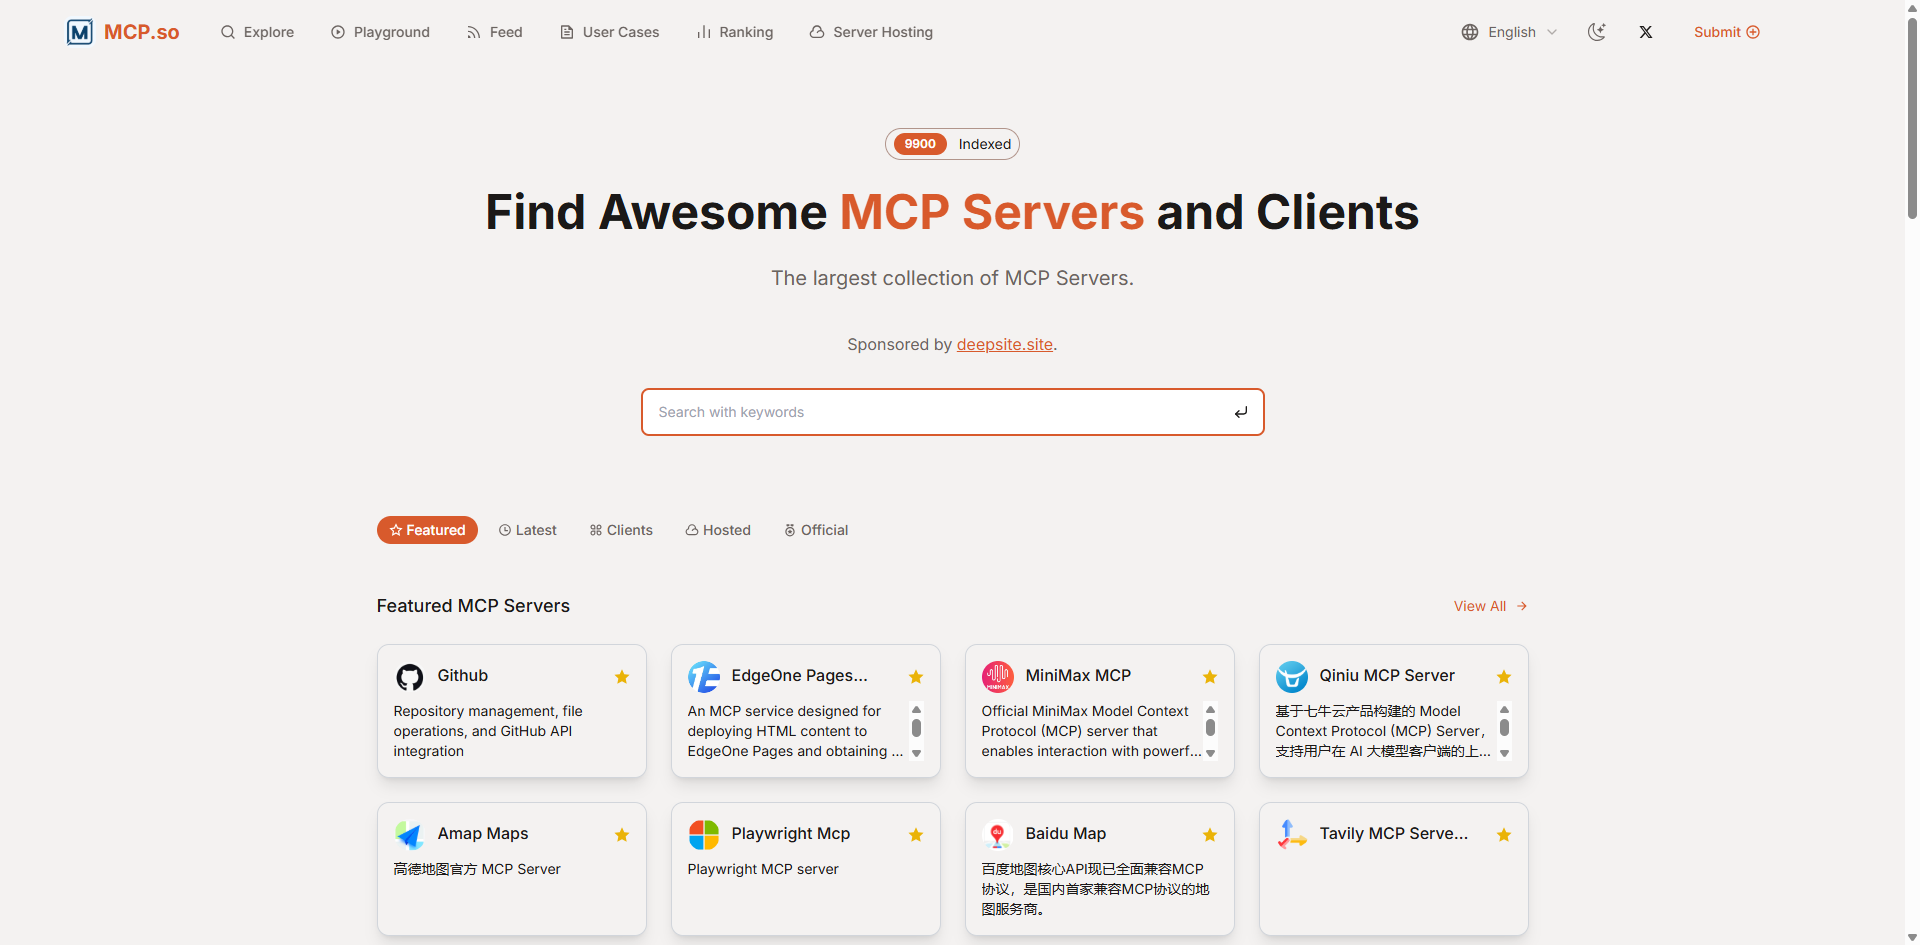 MCP.so
Explore
Playground
Feed
User Cases
Ranking
Server Hosting
English
Submit
9900 Indexed
Find Awesome MCP Servers and Clients
The largest collection of MCP Servers.
Sponsored by deepsite.site.
Search with keywords
Featured
Latest
Clients
Hosted
Official
Featured MCP Servers
View All
Github
Repository management, file
operations, and GitHub API
integration
EdgeOne Pages...
An MCP service designed for
deploying HTML content to
EdgeOne Pages and obtaining ...
MiniMax MCP
Official MiniMax Model Context
Protocol (MCP) server that
enables interaction with powerf...
Qiniu MCP Server
基于七牛云产品构建的 Model
Context Protocol (MCP) Server，
支持用户在 AI 大模型客户端的上...
Amap Maps
高德地图官方 MCP Server
Playwright Mcp
Playwright MCP server
Baidu Map
百度地图核心API现已全面兼容MCP
协议，是国内首家兼容MCP协议的地
图服务商。
Tavily MCP Serve...